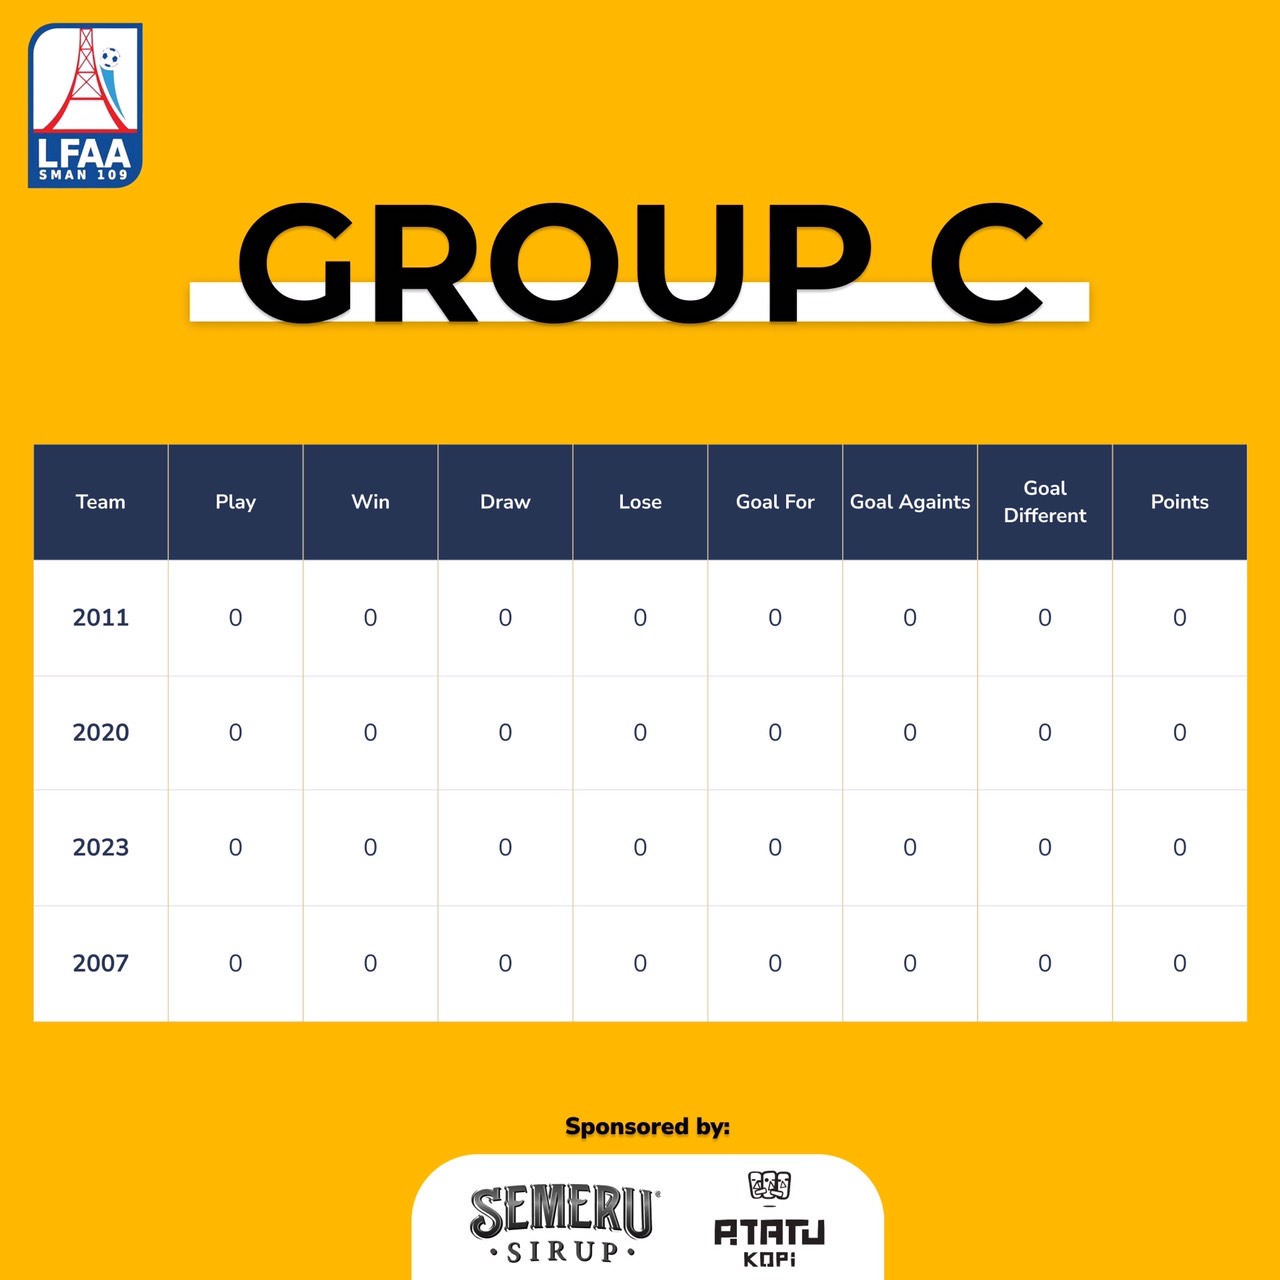 LFAA
SMAN 109
GROUP C
Team Play Win Draw Lose Goal For Goal Againts Goal Different Points
2011 0 0 0 0 0 0 0 0
2020 0 0 0 0 0 0 0 0
2023 0 0 0 0 0 0 0 0
2007 0 0 0 0 0 0 0 0
Sponsored by:
SEMERU®
• SIRUP •
ATATU
KOPi